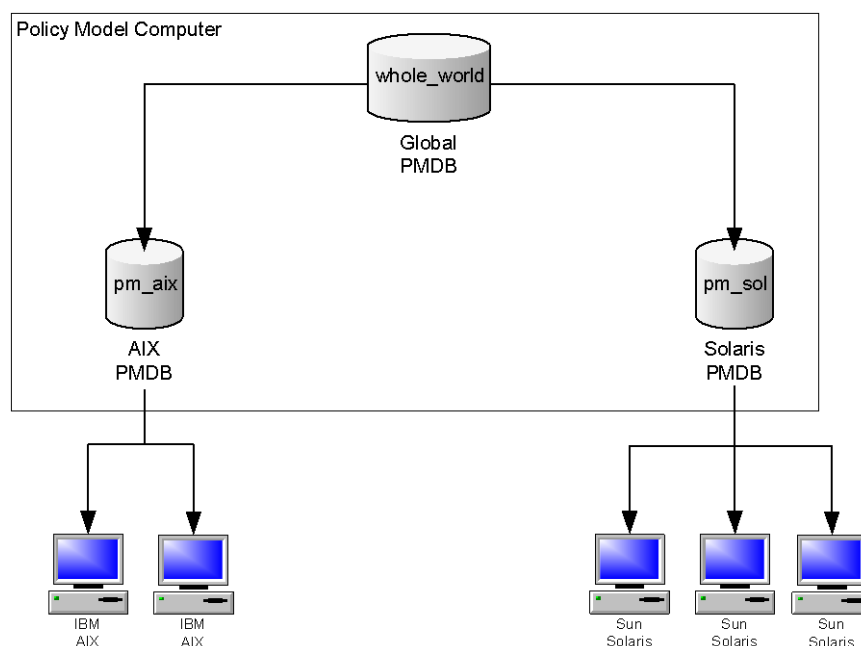 Policy Model Computer
whole_world
Global
PMDB
pm_aix
pm_sol
AIX
PMDB
Solaris
PMDB
IBM
AIX
IBM
AIX
Sun
Solaris
Sun
Solaris
Sun
Solaris